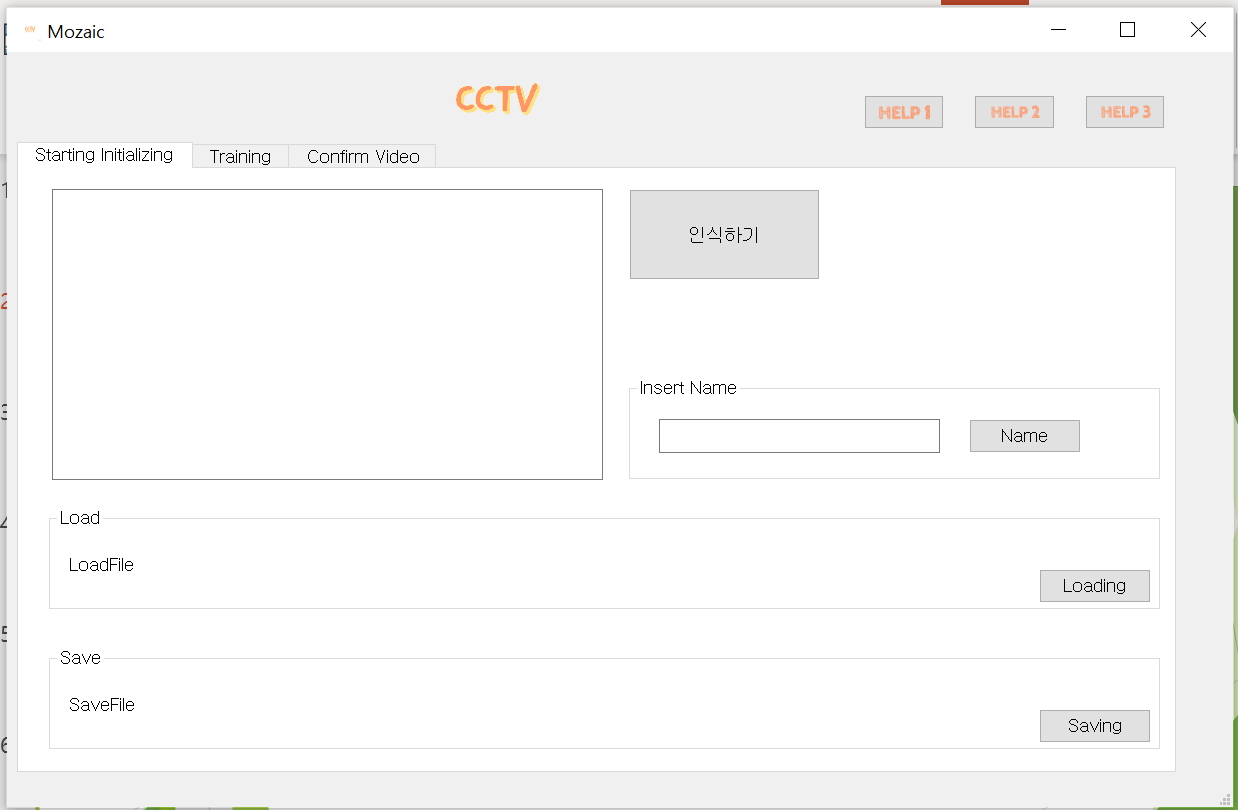 Mozaic
CCTV
HELP 1
HELP 2
HELP 3
Starting Initializing
Training
Confirm Video
인식하기
Insert Name
Name
Load
LoadFile
Loading
Save
SaveFile
Saving